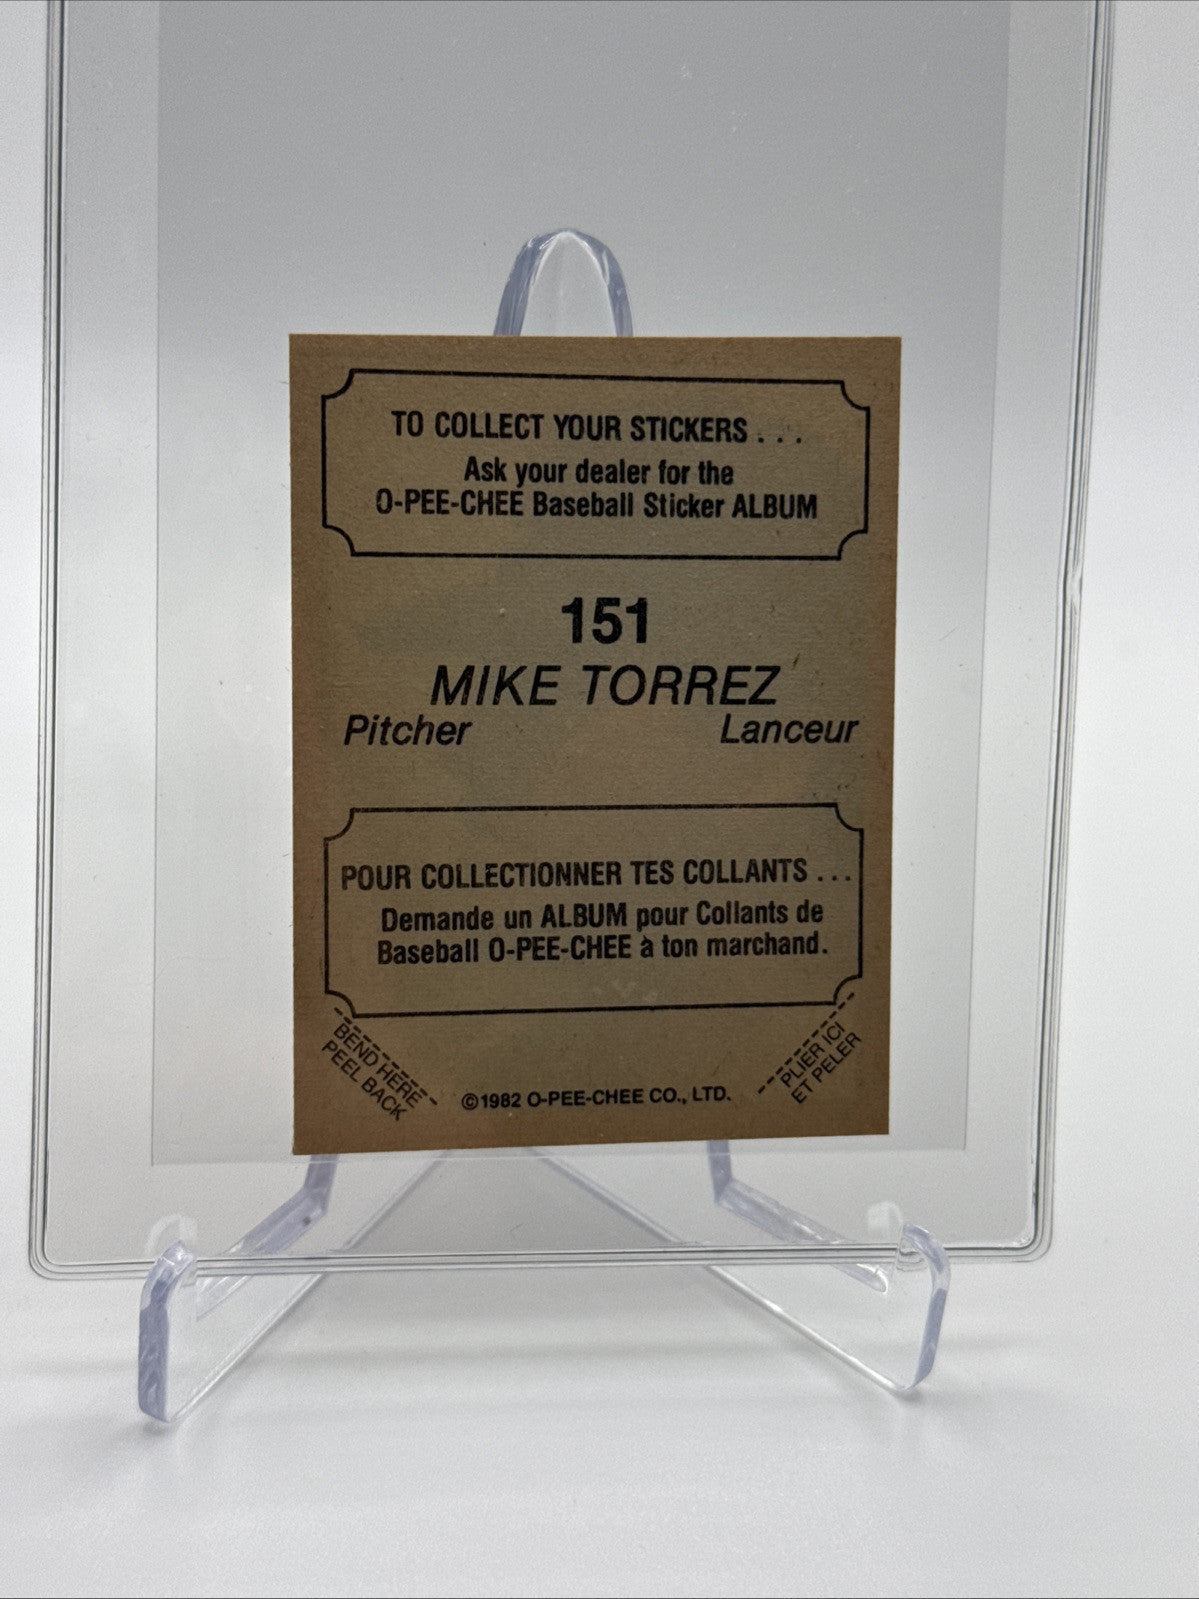 TO COLLECT YOUR STICKERS . . .
Ask your dealer for the
O-PEE-CHEE Baseball Sticker ALBUM
151
MIKE TORREZ
Pitcher Lanceur
POUR COLLECTIONNER TES COLLANTS . . .
Demande un ALBUM pour Collants de
Baseball O-PEE-CHEE à ton marchand.
BEND HERE
PEEL BACK
©1982 O-PEE-CHEE CO., LTD.
PLIER ICI
ET PELER